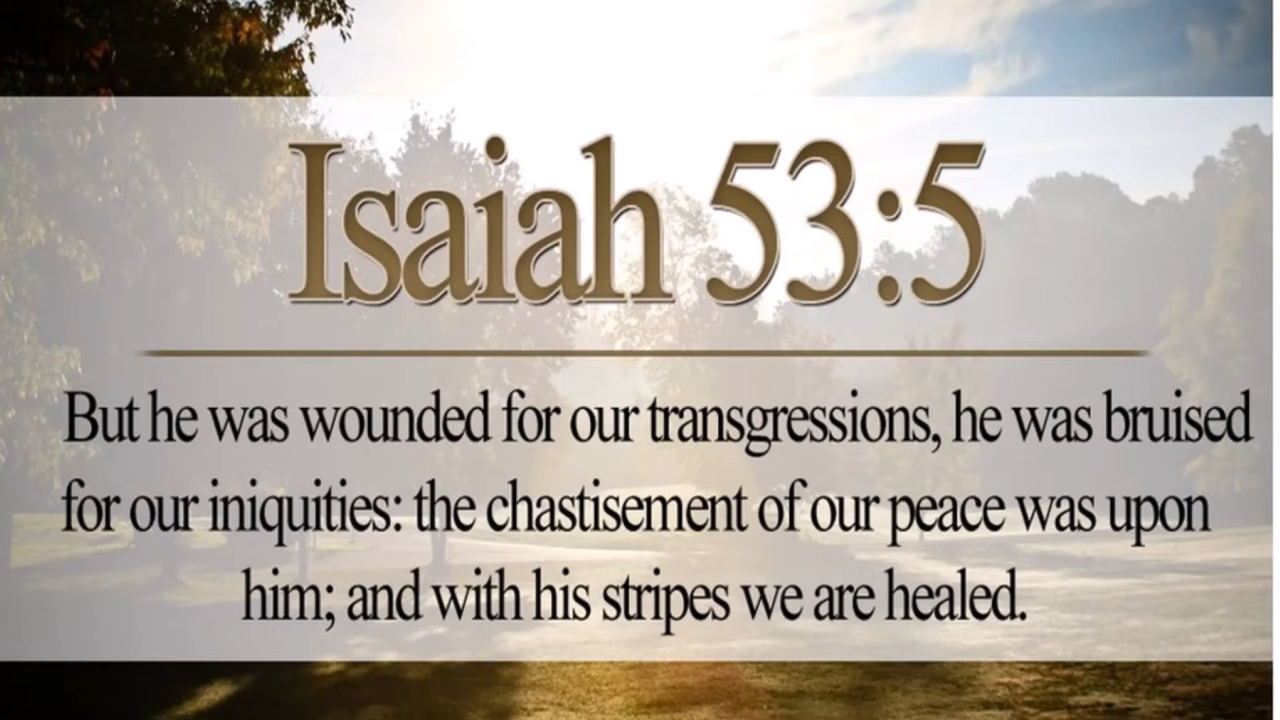 Isaiah 53:5
But he was wounded for our transgressions, he was bruised
for our iniquities: the chastisement of our peace was upon
him; and with his stripes we are healed.